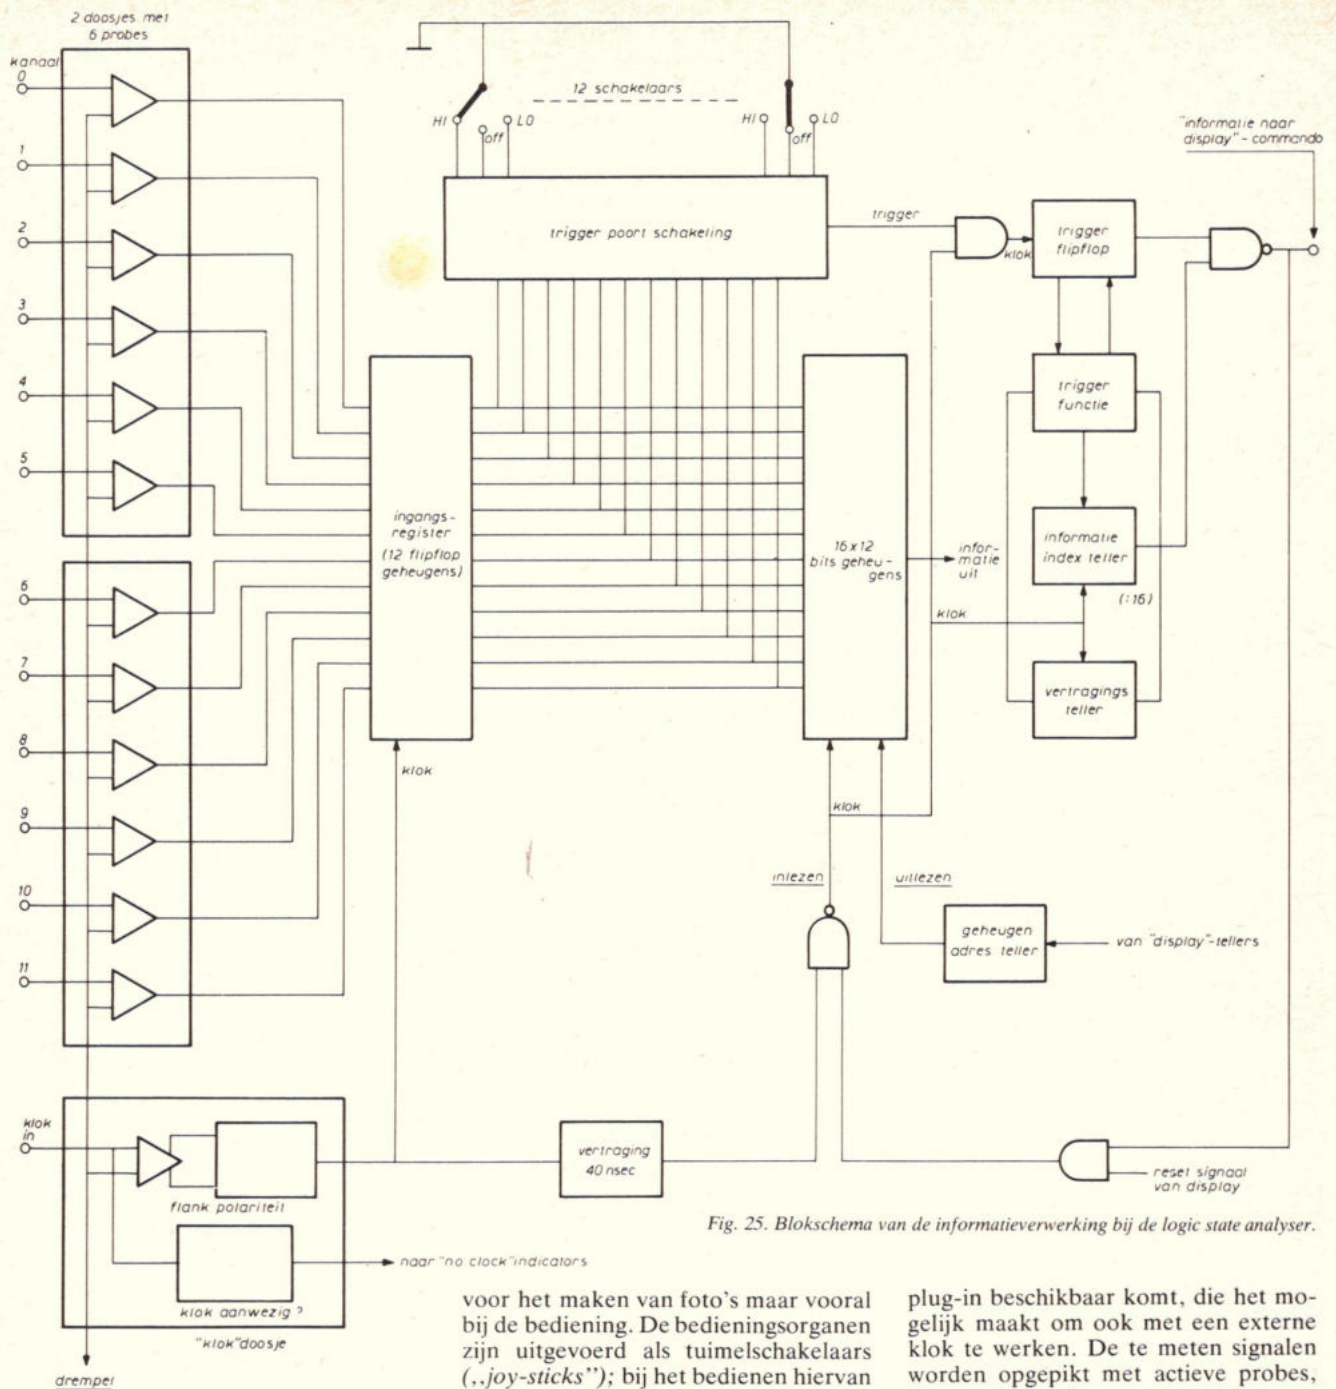 2 doosjes met
6 probes
kanaal
0
1
2
3
4
5
6
7
8
9
10
11
klok
in
flank polariteit
klok aanwezig ?
"klok"doosje
drempel
naar "no clock"indicators
12 schakelaars
HI
off
LO
HI
off
LO
trigger poort schakeling
trigger
klok
trigger
flipflop
"informatie naar
display" - commando
trigger
functie
informatie
index teller
(:16)
klok
vertragings
teller
ingangs-
register
(12 flipflop
geheugens)
klok
16x12
bits geheu-
gens
infor-
matie
uit
klok
inlezen
uitlezen
geheugen
adres teller
van "display"-tellers
vertraging
40 nsec
reset signaal
van display
Fig. 25. Blokschema van de informatieverwerking bij de logic state analyser.
voor het maken van foto's maar vooral
bij de bediening. De bedieningsorganen
zijn uitgevoerd als tuimelschakelaars
(„joy-sticks”); bij het bedienen hiervan
plug-in beschikbaar komt, die het mo-
gelijk maakt om ook met een externe
klok te werken. De te meten signalen
worden opgepikt met actieve probes,